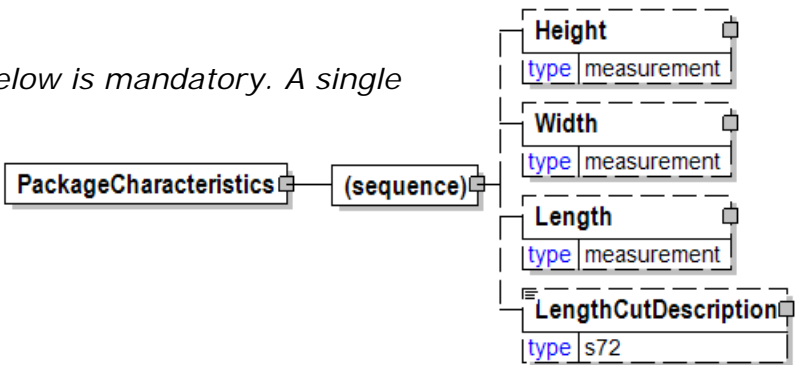 Height
type measurement
elow is mandatory. A single
Width
type measurement
PackageCharacteristics
(sequence)
Length
type measurement
LengthCutDescription
type s72